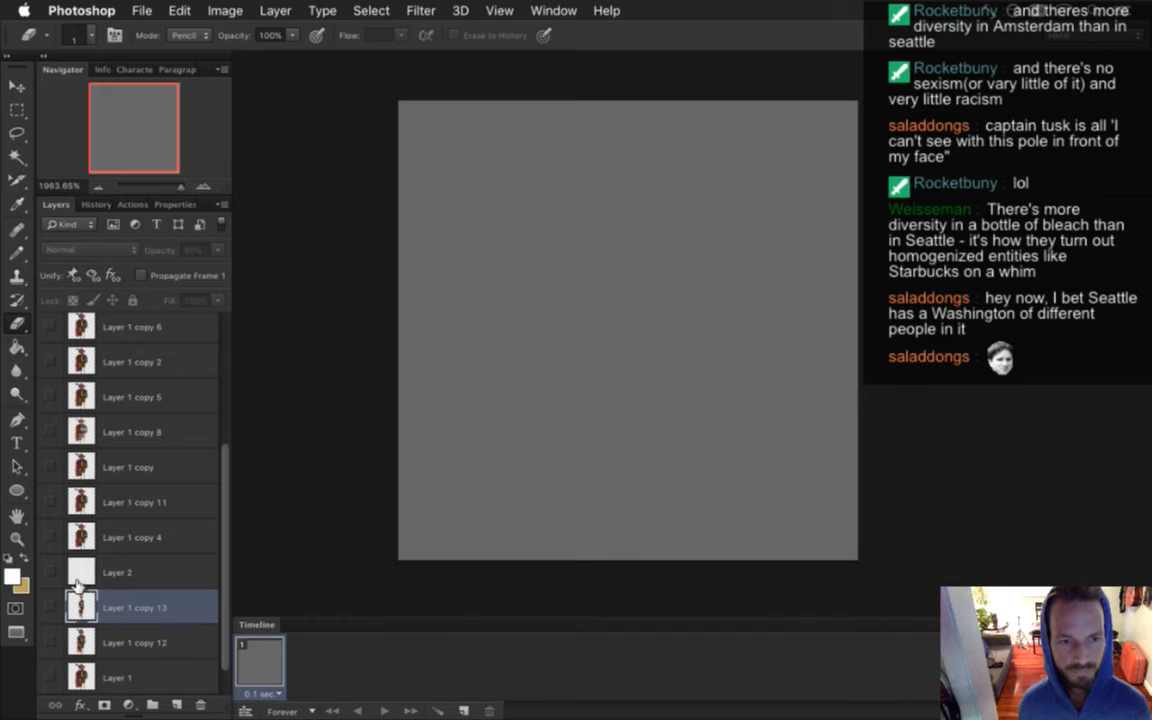 Photoshop File Edit Image Layer Type Select Filter 3D View Window Help
1 Mode: Pencil Opacity: 100% Flow: Erase to History
Navigator Info Characte Paragrap
1963.65%
Layers History Actions Properties
Kind
Normal Opacity: 60%
Unify: Propagate Frame 1
Lock: Fill: 100%
Layer 1 copy 6
Layer 1 copy 2
Layer 1 copy 5
Layer 1 copy 8
Layer 1 copy
Layer 1 copy 11
Layer 1 copy 4
Layer 2
Layer 1 copy 13
Layer 1 copy 12
Layer 1
Timeline
1
0.1 sec.
Forever
Rocketbuny : and theres more
diversity in Amsterdam than in
seattle
Rocketbuny : and there's no
sexism(or vary little of it) and
very little racism
saladdongs : captain tusk is all 'I
can't see with this pole in front of
my face"
Rocketbuny : lol
Weisseman : There's more
diversity in a bottle of bleach than
in Seattle - it's how they turn out
homogenized entities like
Starbucks on a whim
saladdongs : hey now, I bet Seattle
has a Washington of different
people in it
saladdongs :